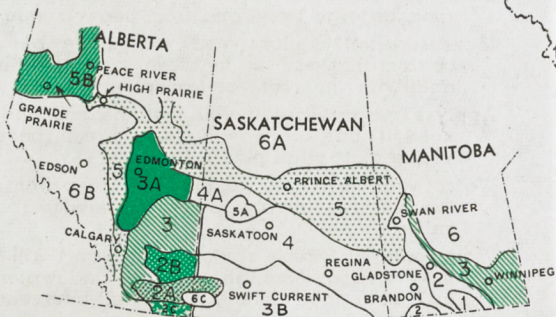 ALBERTA
5B
PEACE RIVER
HIGH PRAIRIE
GRANDE
PRAIRIE
SASKATCHEWAN
6A
MANITOBA
EDSON
5
EDMONTON
3A
6B
4A
PRINCE ALBERT
5A
5
SWAN RIVER
6
3
CALGARY
SASKATOON
4
2B
REGINA
GLADSTONE
2
3
WINNIPEG
2A
6C
SWIFT CURRENT
3B
BRANDON
2
1